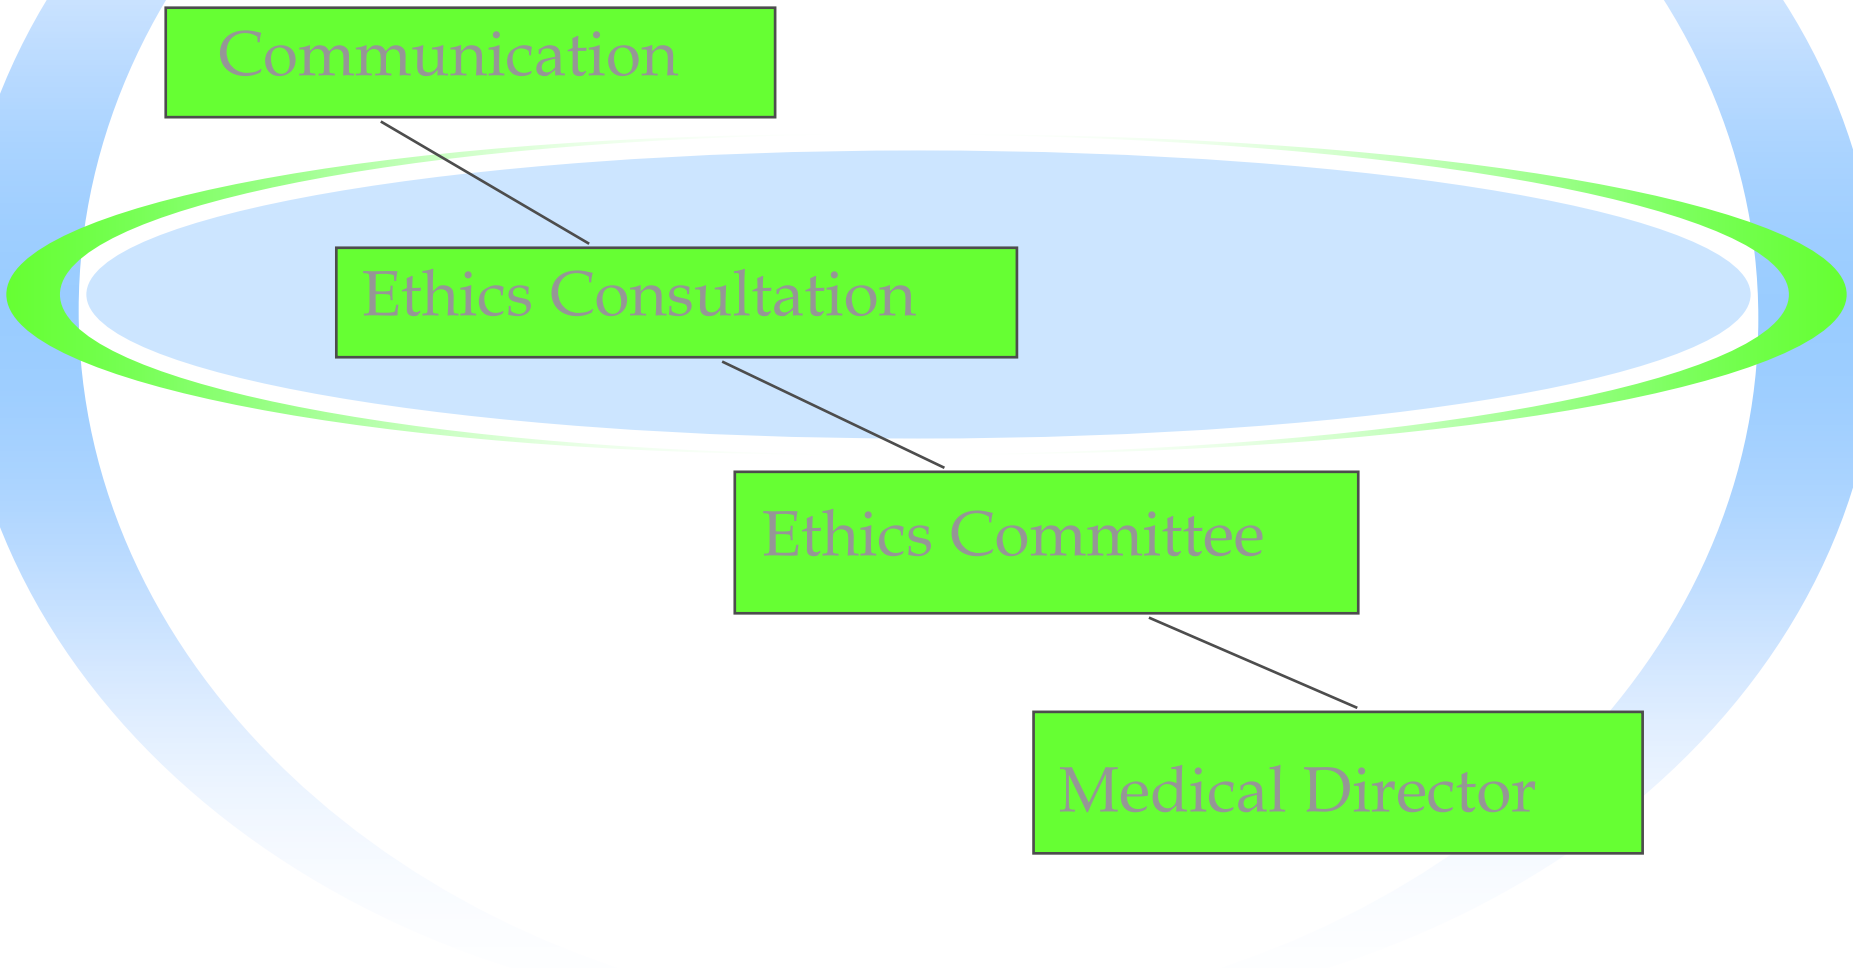 Communication
Ethics Consultation
Ethics Committee
Medical Director